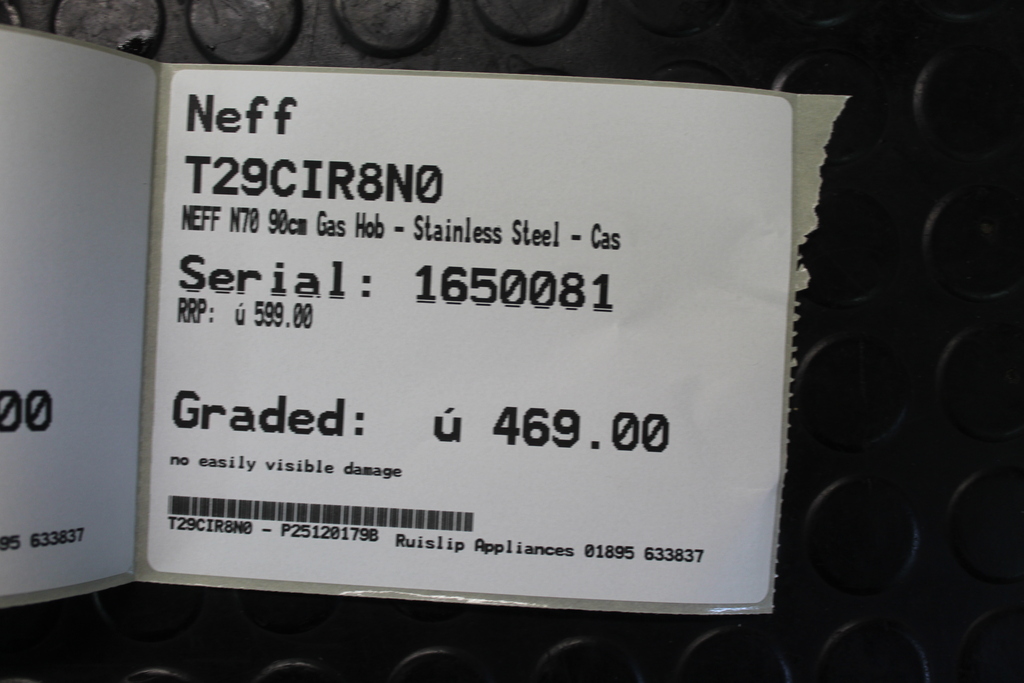 Neff
T29CIR8N0
NEFF N70 90cm Gas Hob - Stainless Steel - Cas
Serial: 1650081
RRP: ú 599.00
Graded: ú 469.00
no easily visible damage
T29CIR8N0 - P25120179B Ruislip Appliances 01895 633837
00
95 633837